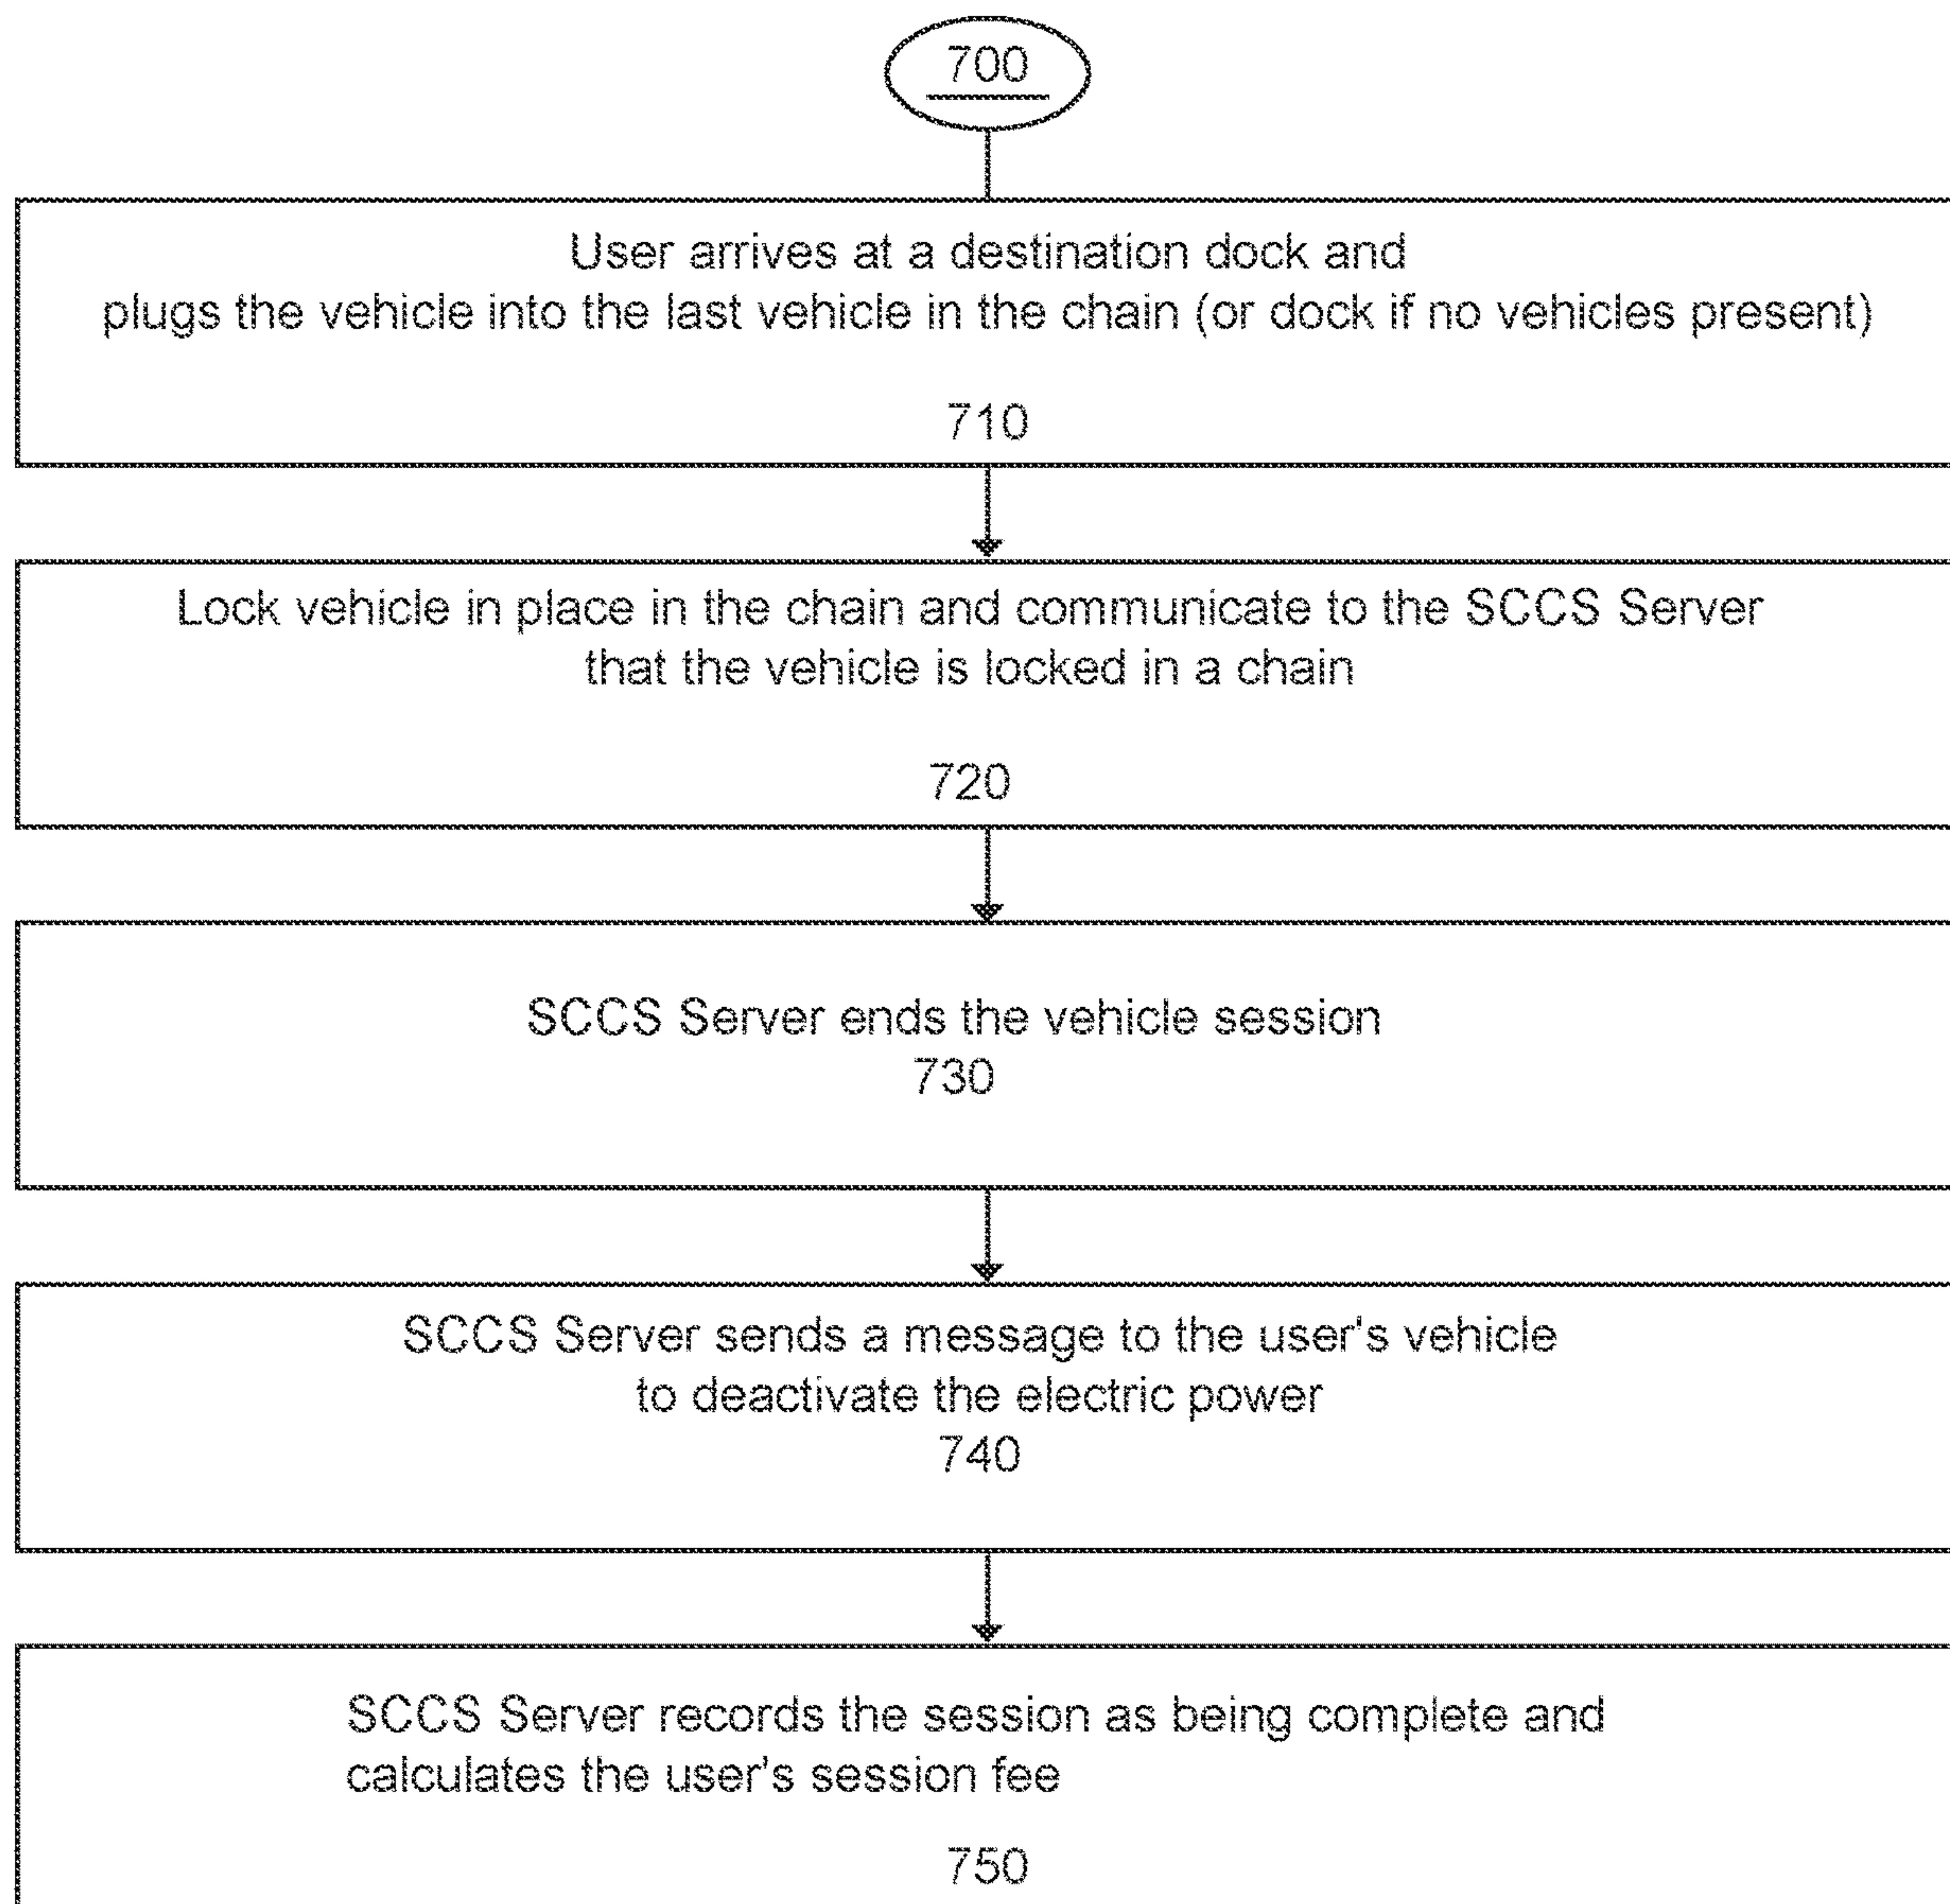 700
User arrives at a destination dock and
plugs the vehicle into the last vehicle in the chain (or dock if no vehicles present)
710
Lock vehicle in place in the chain and communicate to the SCCS Server
that the vehicle is locked in a chain
720
SCCS Server ends the vehicle session
730
SCCS Server sends a message to the user's vehicle
to deactivate the electric power
740
SCCS Server records the session as being complete and
calculates the user's session fee
750